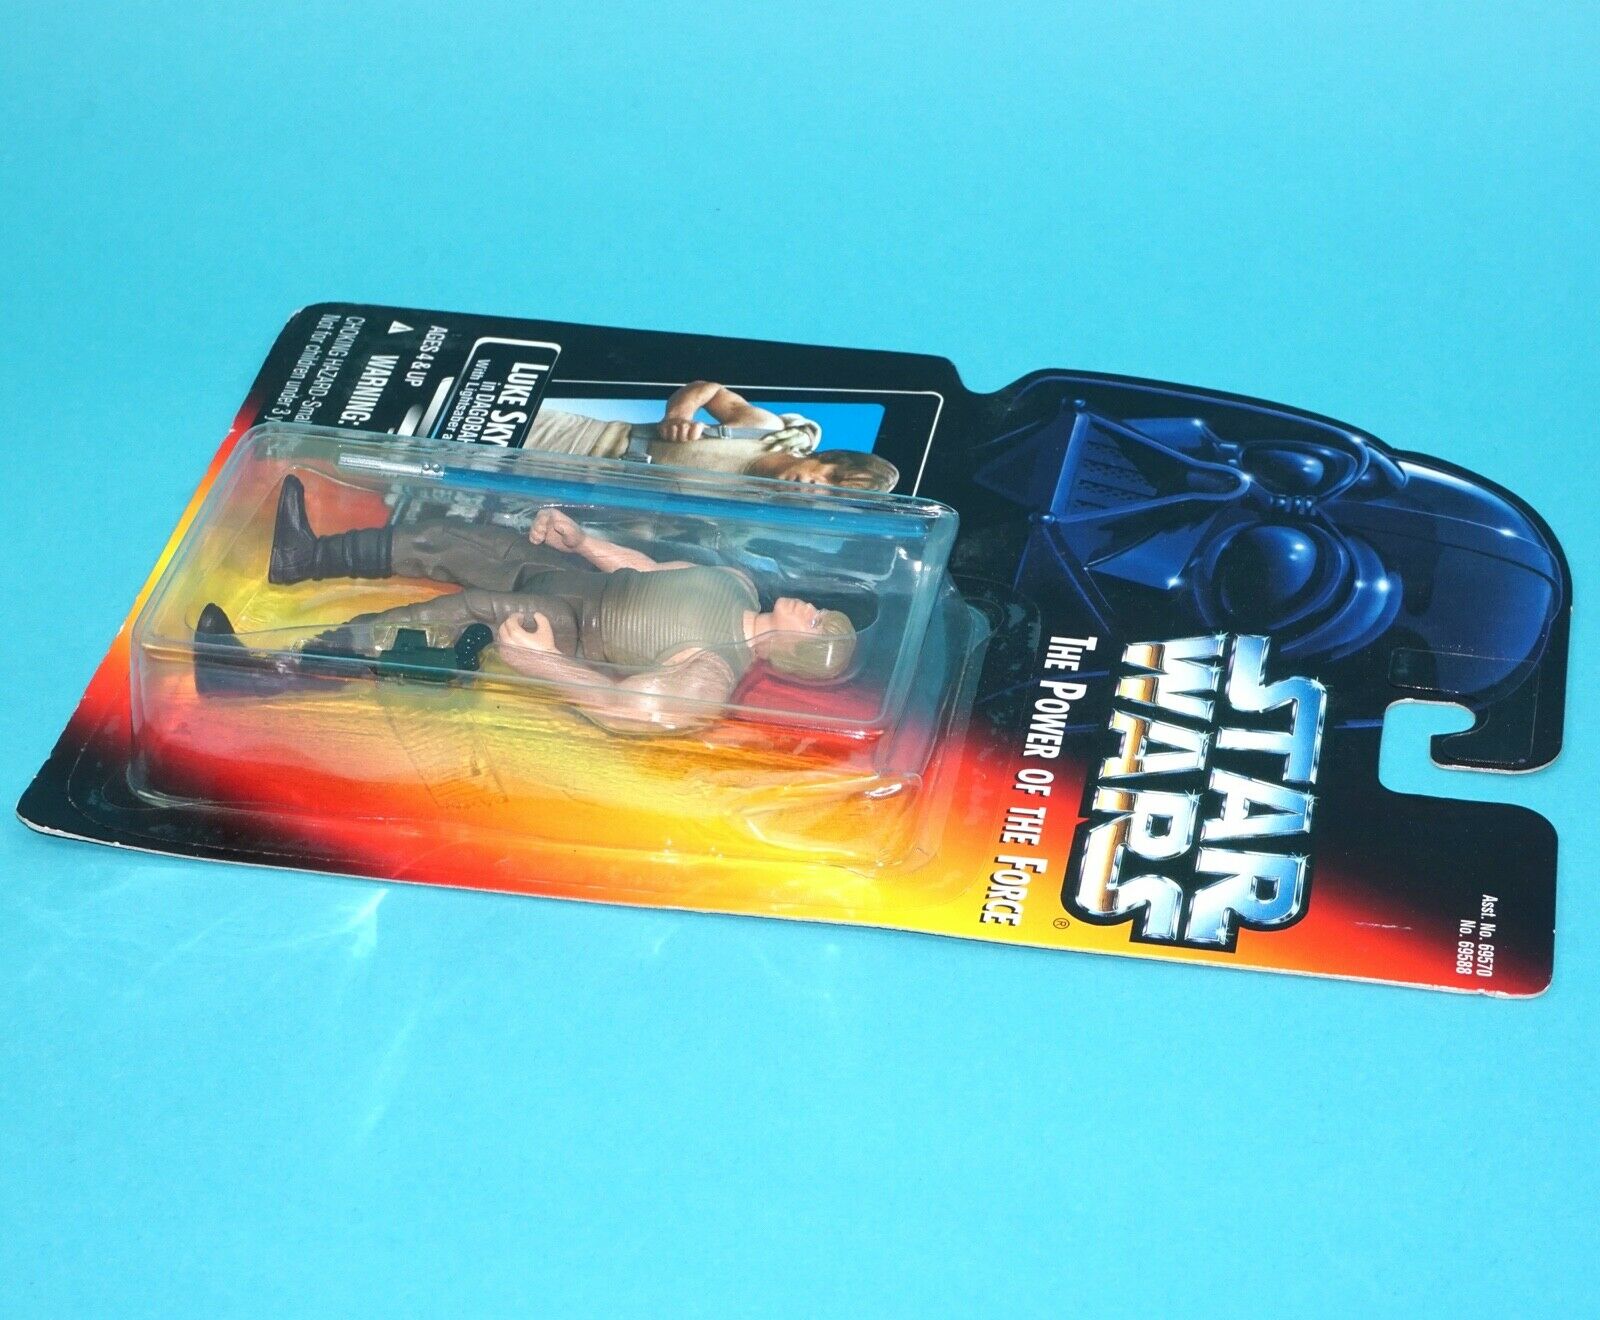 Asst. No. 69570
No. 69588
STAR
WARS
®
THE POWER OF THE FORCE
LUKE SKY
in DAGOBAH
with Lightsaber
AGES 4 & UP
WARNING:
CHOKING HAZARD-Small
Not for children under 3